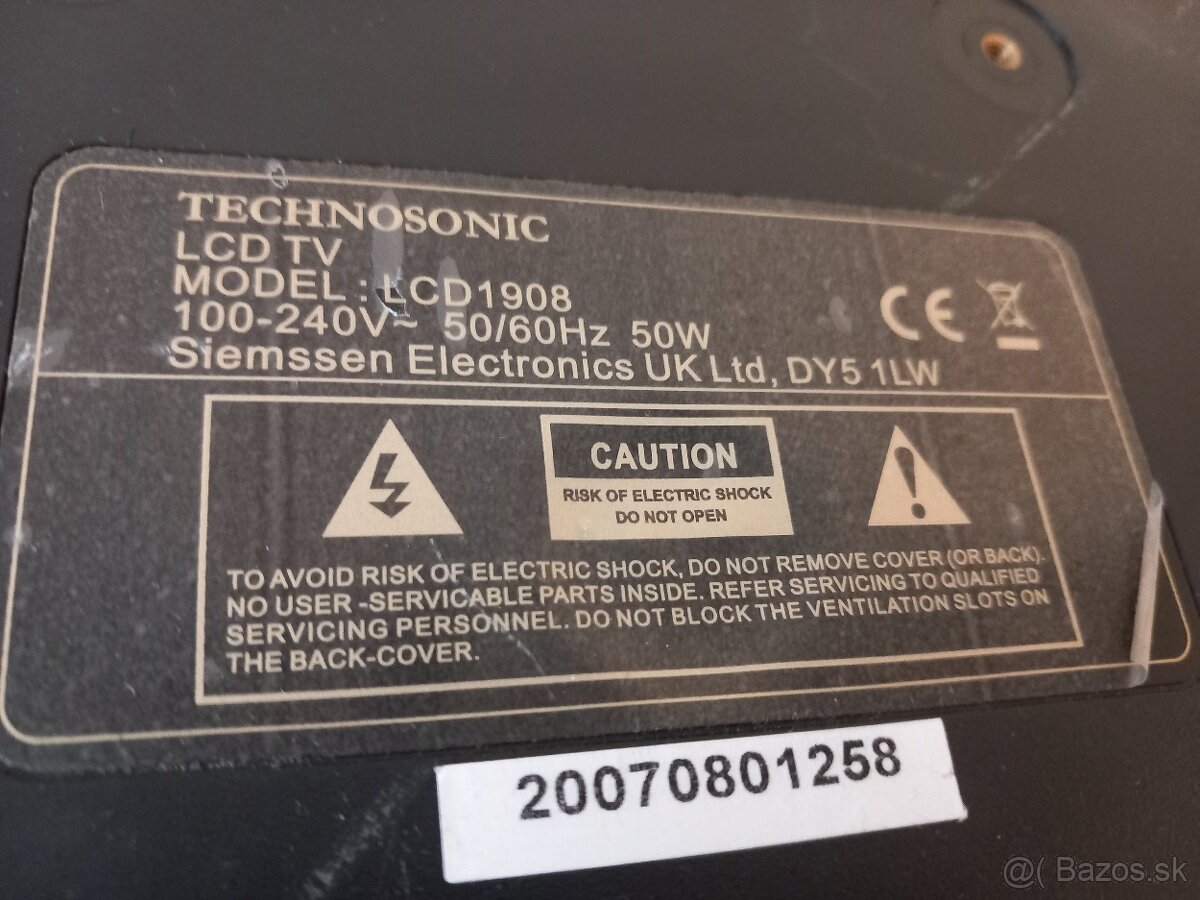 TECHNOSONIC
LCD TV
MODEL : LCD1908
100-240V~ 50/60Hz 50W
Siemssen Electronics UK Ltd, DY5 1LW
CE
CAUTION
RISK OF ELECTRIC SHOCK
DO NOT OPEN
TO AVOID RISK OF ELECTRIC SHOCK, DO NOT REMOVE COVER (OR BACK).
NO USER -SERVICABLE PARTS INSIDE. REFER SERVICING TO QUALIFIED
SERVICING PERSONNEL. DO NOT BLOCK THE VENTILATION SLOTS ON
THE BACK-COVER.
20070801258
@( Bazos.sk